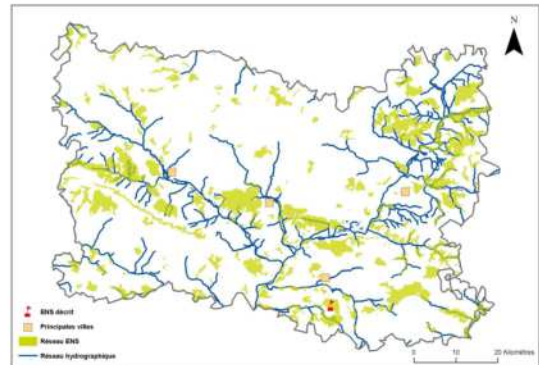 N
ENS décrit
Principales villes
Réseau ENS
Réseau hydrographique
0 10 20 Kilomètres